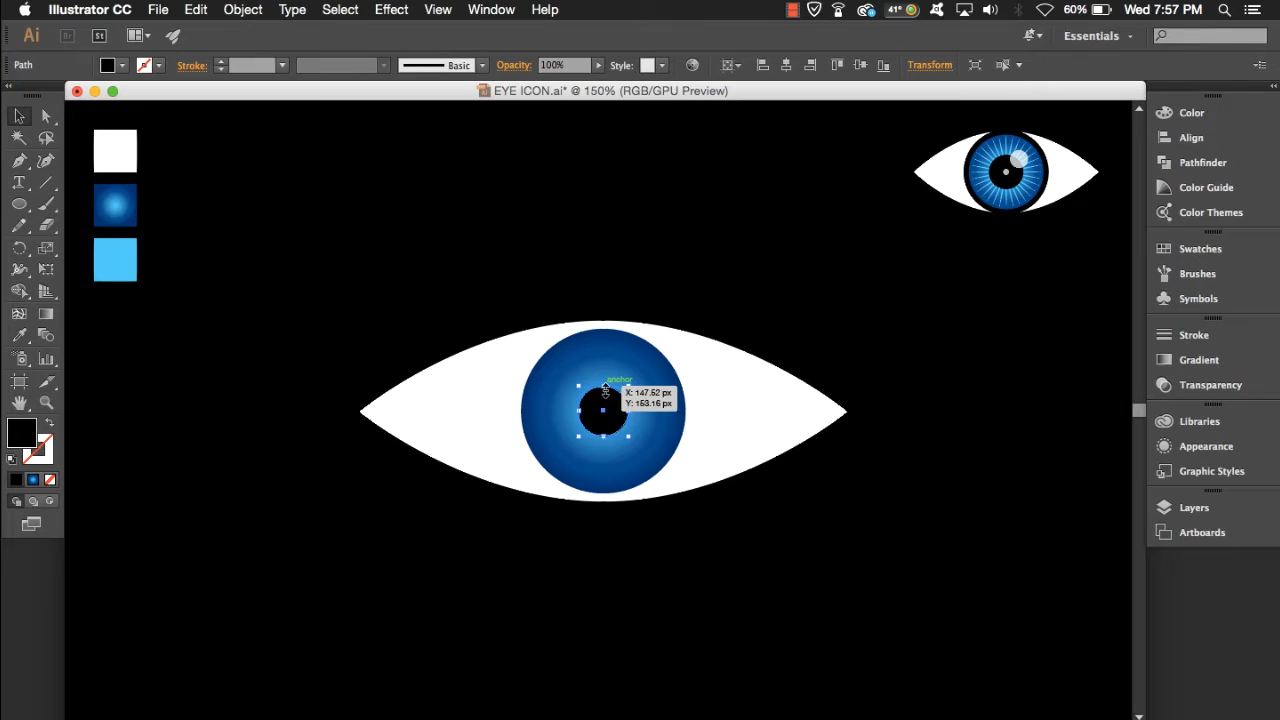 Illustrator CC File Edit Object Type Select Effect View Window Help 41° 60% Wed 7:57 PM
Ai Br St Essentials
Path Stroke: Basic Opacity: 100% Style: Transform
EYE ICON.ai* @ 150% (RGB/GPU Preview)
Color
Align
Pathfinder
Color Guide
Color Themes
Swatches
Brushes
Symbols
Stroke
Gradient
Transparency
Libraries
Appearance
Graphic Styles
Layers
Artboards
anchor
X: 147.52 px
Y: 153.16 px